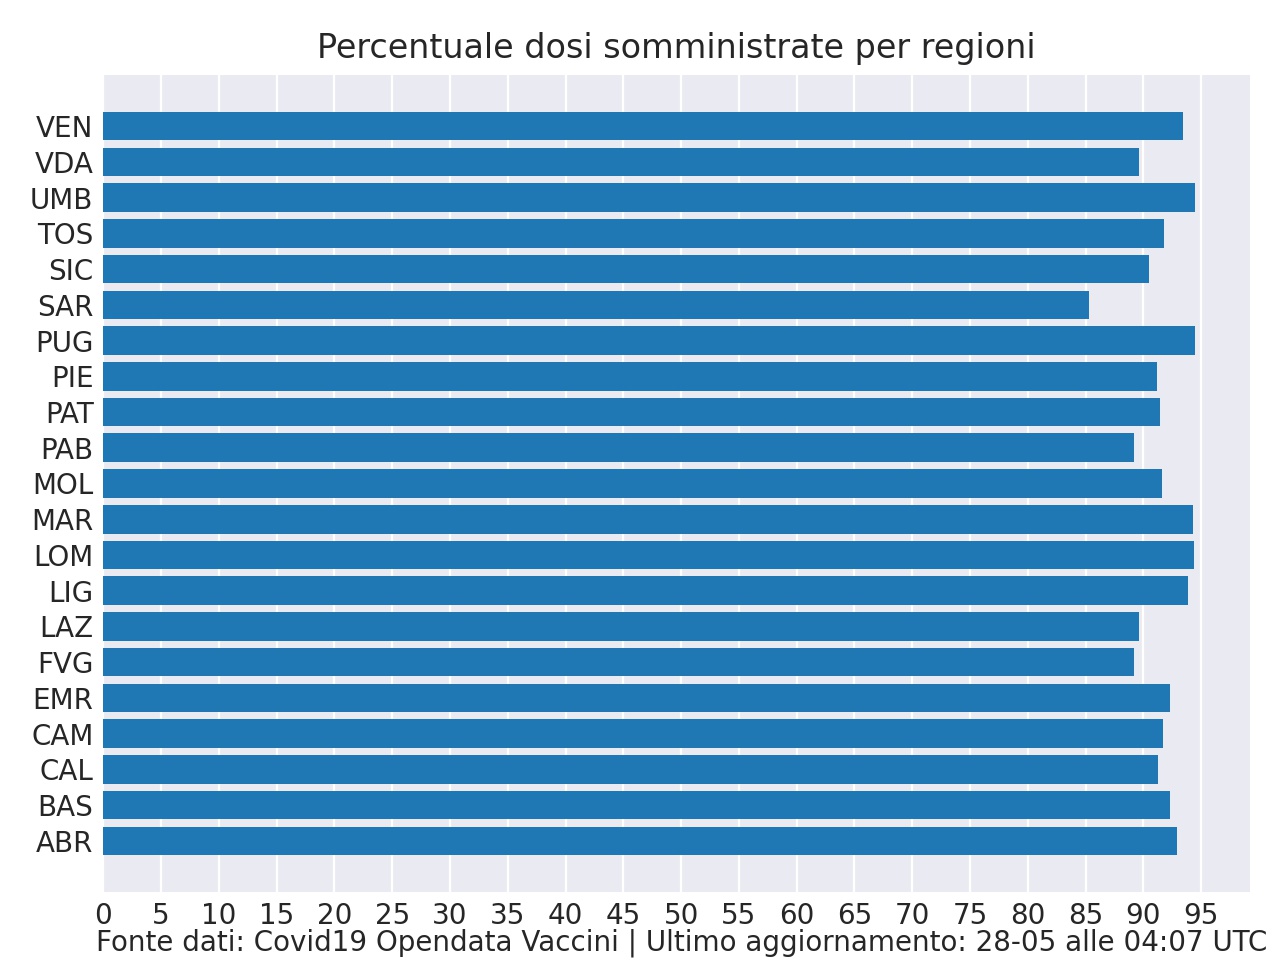 Percentuale dosi somministrate per regioni
VEN
VDA
UMB
TOS
SIC
SAR
PUG
PIE
PAT
PAB
MOL
MAR
LOM
LIG
LAZ
FVG
EMR
CAM
CAL
BAS
ABR
0 5 10 15 20 25 30 35 40 45 50 55 60 65 70 75 80 85 90 95
Fonte dati: Covid19 Opendata Vaccini | Ultimo aggiornamento: 28-05 alle 04:07 UTC